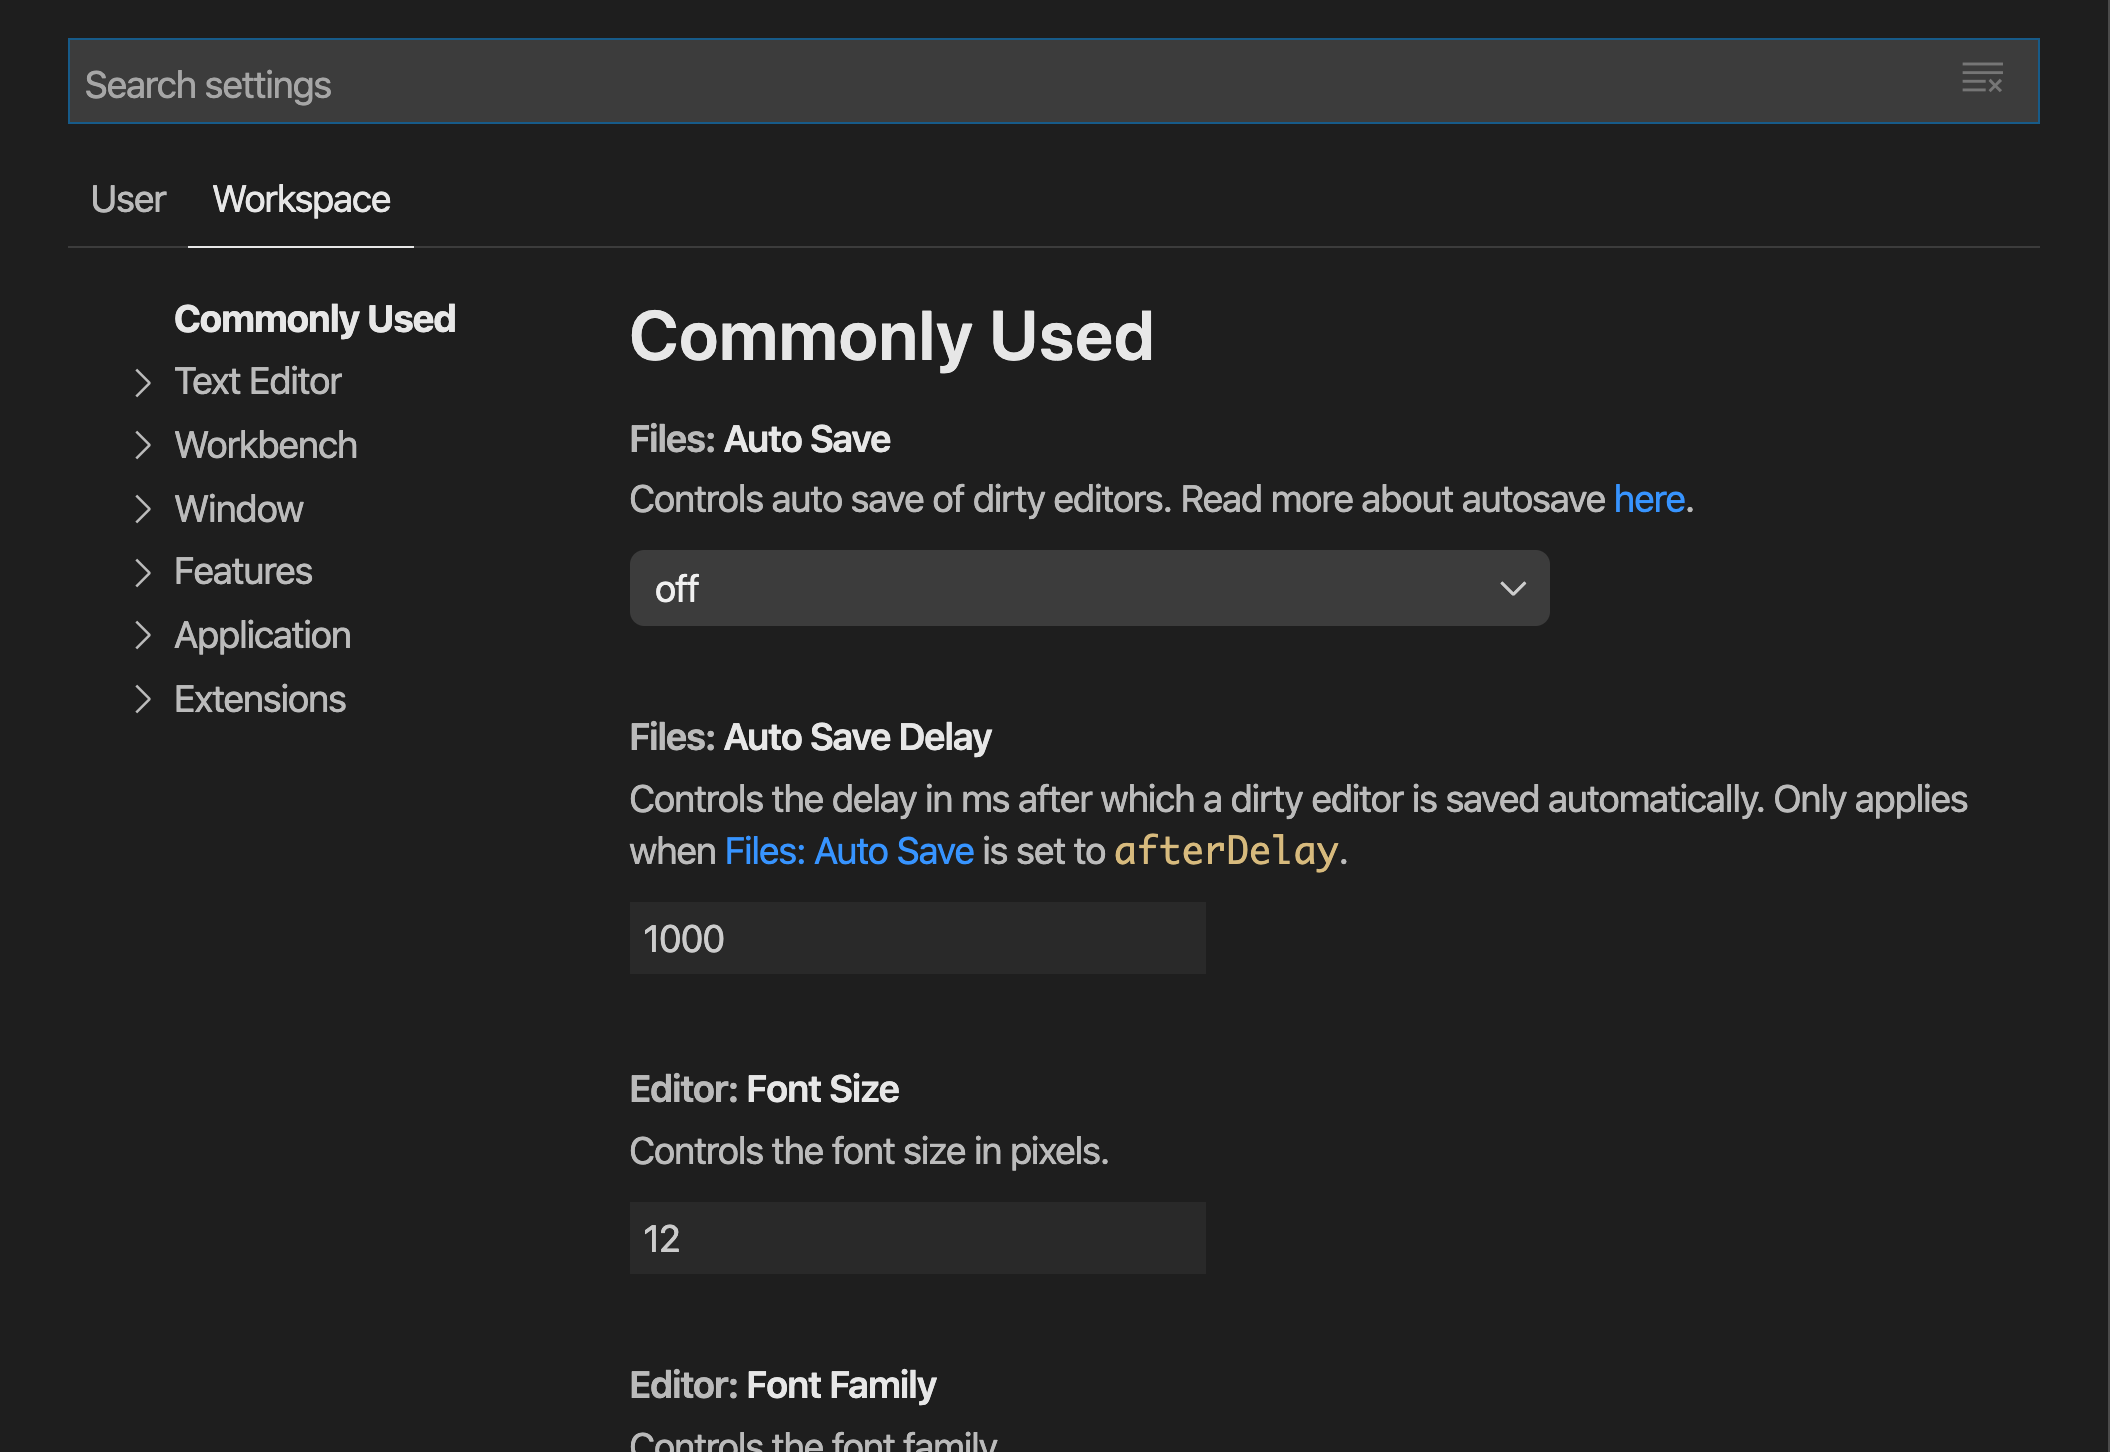 Search settings
User Workspace
Commonly Used
Text Editor
Workbench
Window
Features
Application
Extensions
Commonly Used
Files: Auto Save
Controls auto save of dirty editors. Read more about autosave here.
off
Files: Auto Save Delay
Controls the delay in ms after which a dirty editor is saved automatically. Only applies
when Files: Auto Save is set to afterDelay.
1000
Editor: Font Size
Controls the font size in pixels.
12
Editor: Font Family
Controls the font family